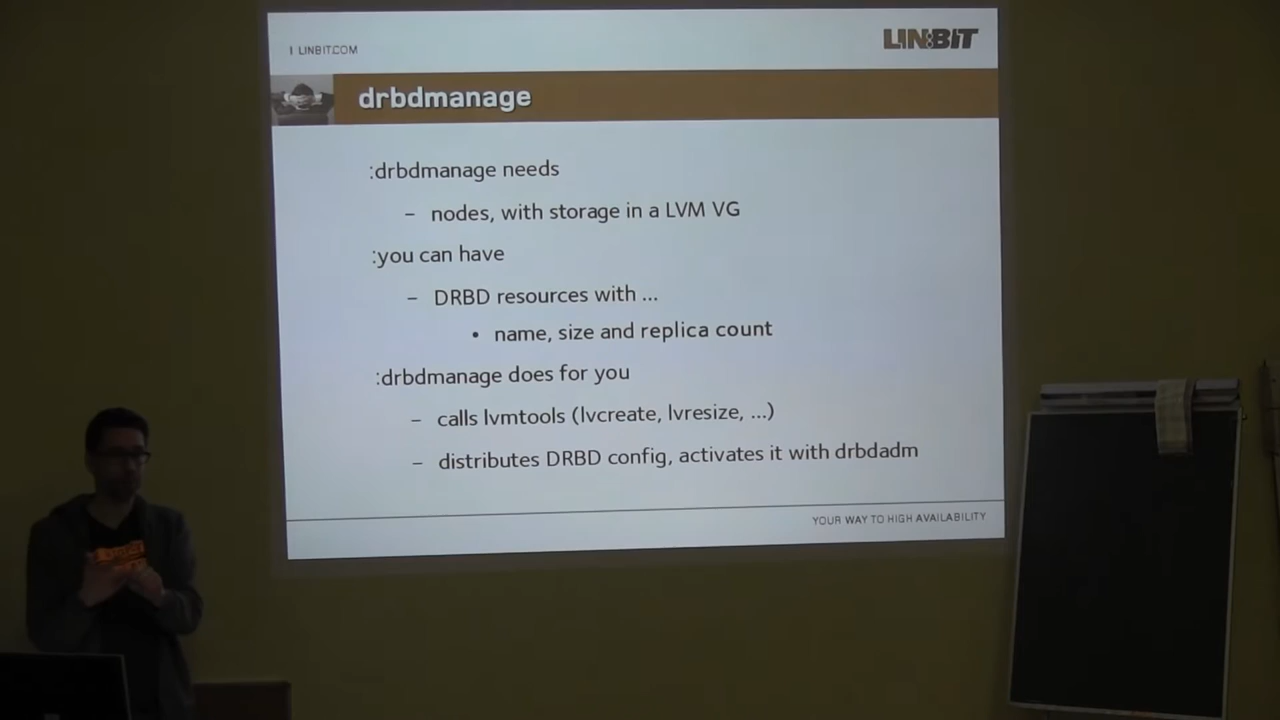 I LINBIT.COM
LIN:BIT
drbdmanage
:drbdmanage needs
– nodes, with storage in a LVM VG
:you can have
– DRBD resources with ...
• name, size and replica count
:drbdmanage does for you
– calls lvmtools (lvcreate, lvresize, ...)
– distributes DRBD config, activates it with drbdadm
YOUR WAY TO HIGH AVAILABILITY